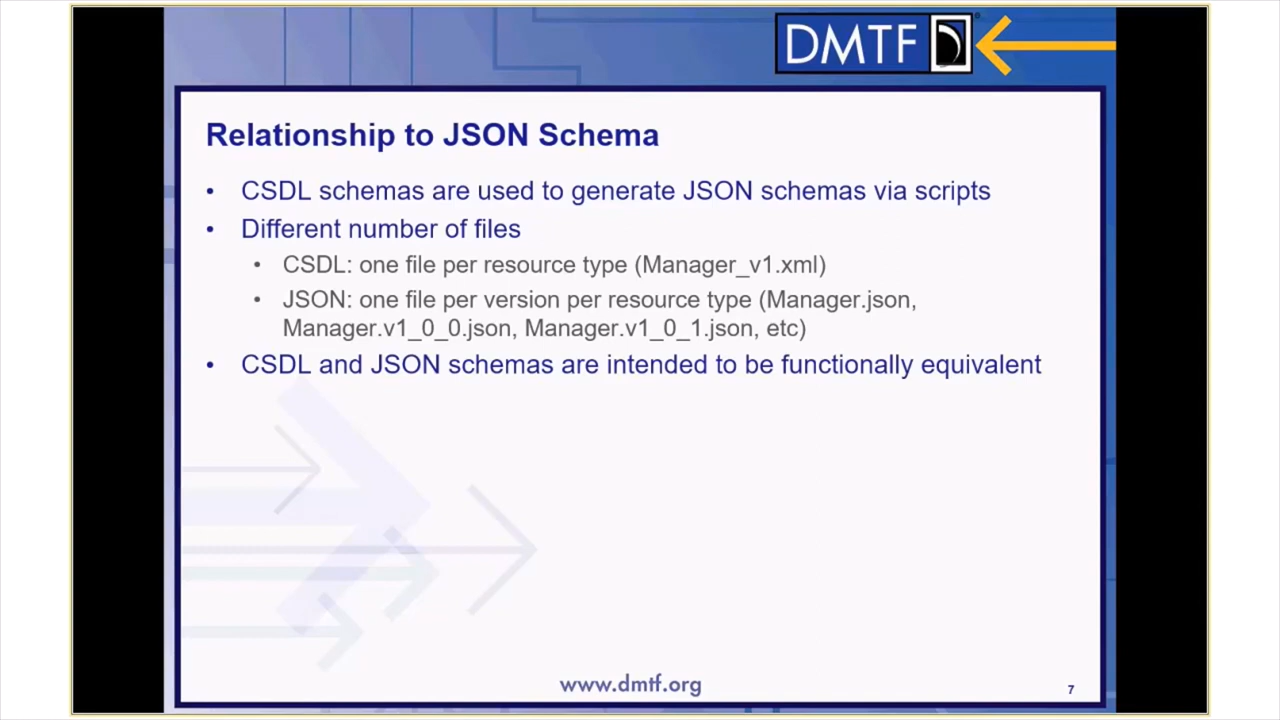 DMTF
Relationship to JSON Schema
• CSDL schemas are used to generate JSON schemas via scripts
• Different number of files
• CSDL: one file per resource type (Manager_v1.xml)
• JSON: one file per version per resource type (Manager.json,
Manager.v1_0_0.json, Manager.v1_0_1.json, etc)
• CSDL and JSON schemas are intended to be functionally equivalent
www.dmtf.org
7